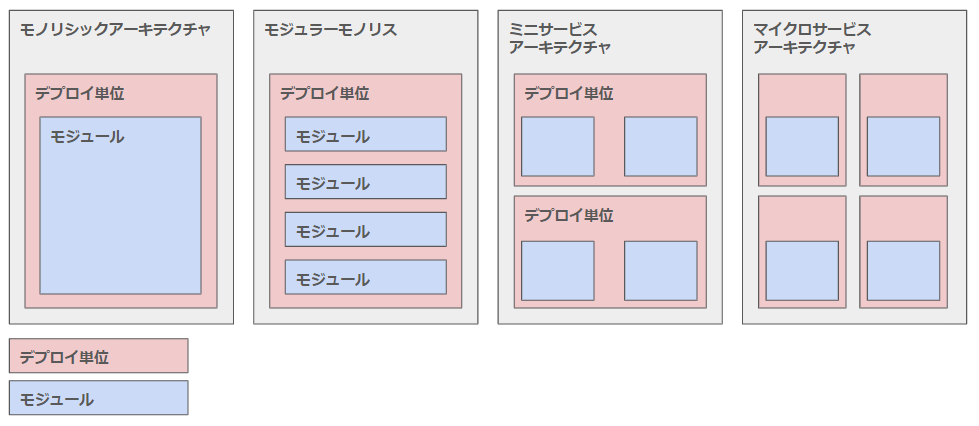 モノリシックアーキテクチャ
デプロイ単位
モジュール
モジュラーモノリス
デプロイ単位
モジュール
モジュール
モジュール
モジュール
ミニサービス
アーキテクチャ
デプロイ単位
デプロイ単位
マイクロサービス
アーキテクチャ
デプロイ単位
モジュール